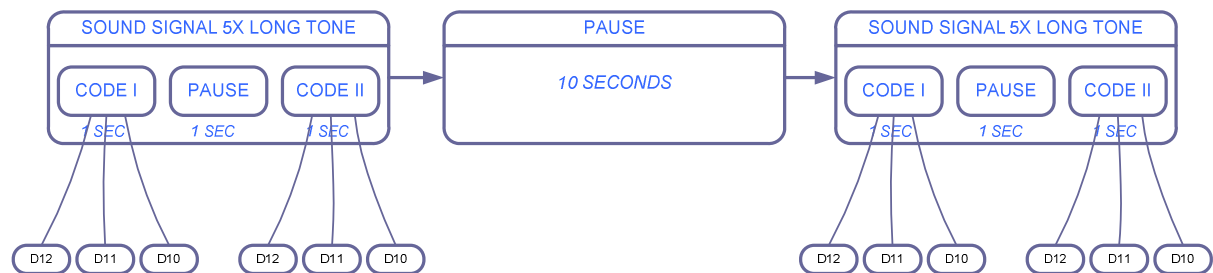 SOUND SIGNAL 5X LONG TONE
CODE I
PAUSE
CODE II
1 SEC
1 SEC
1 SEC
D12
D11
D10
D12
D11
D10
PAUSE
10 SECONDS
SOUND SIGNAL 5X LONG TONE
CODE I
PAUSE
CODE II
1 SEC
1 SEC
1 SEC
D12
D11
D10
D12
D11
D10